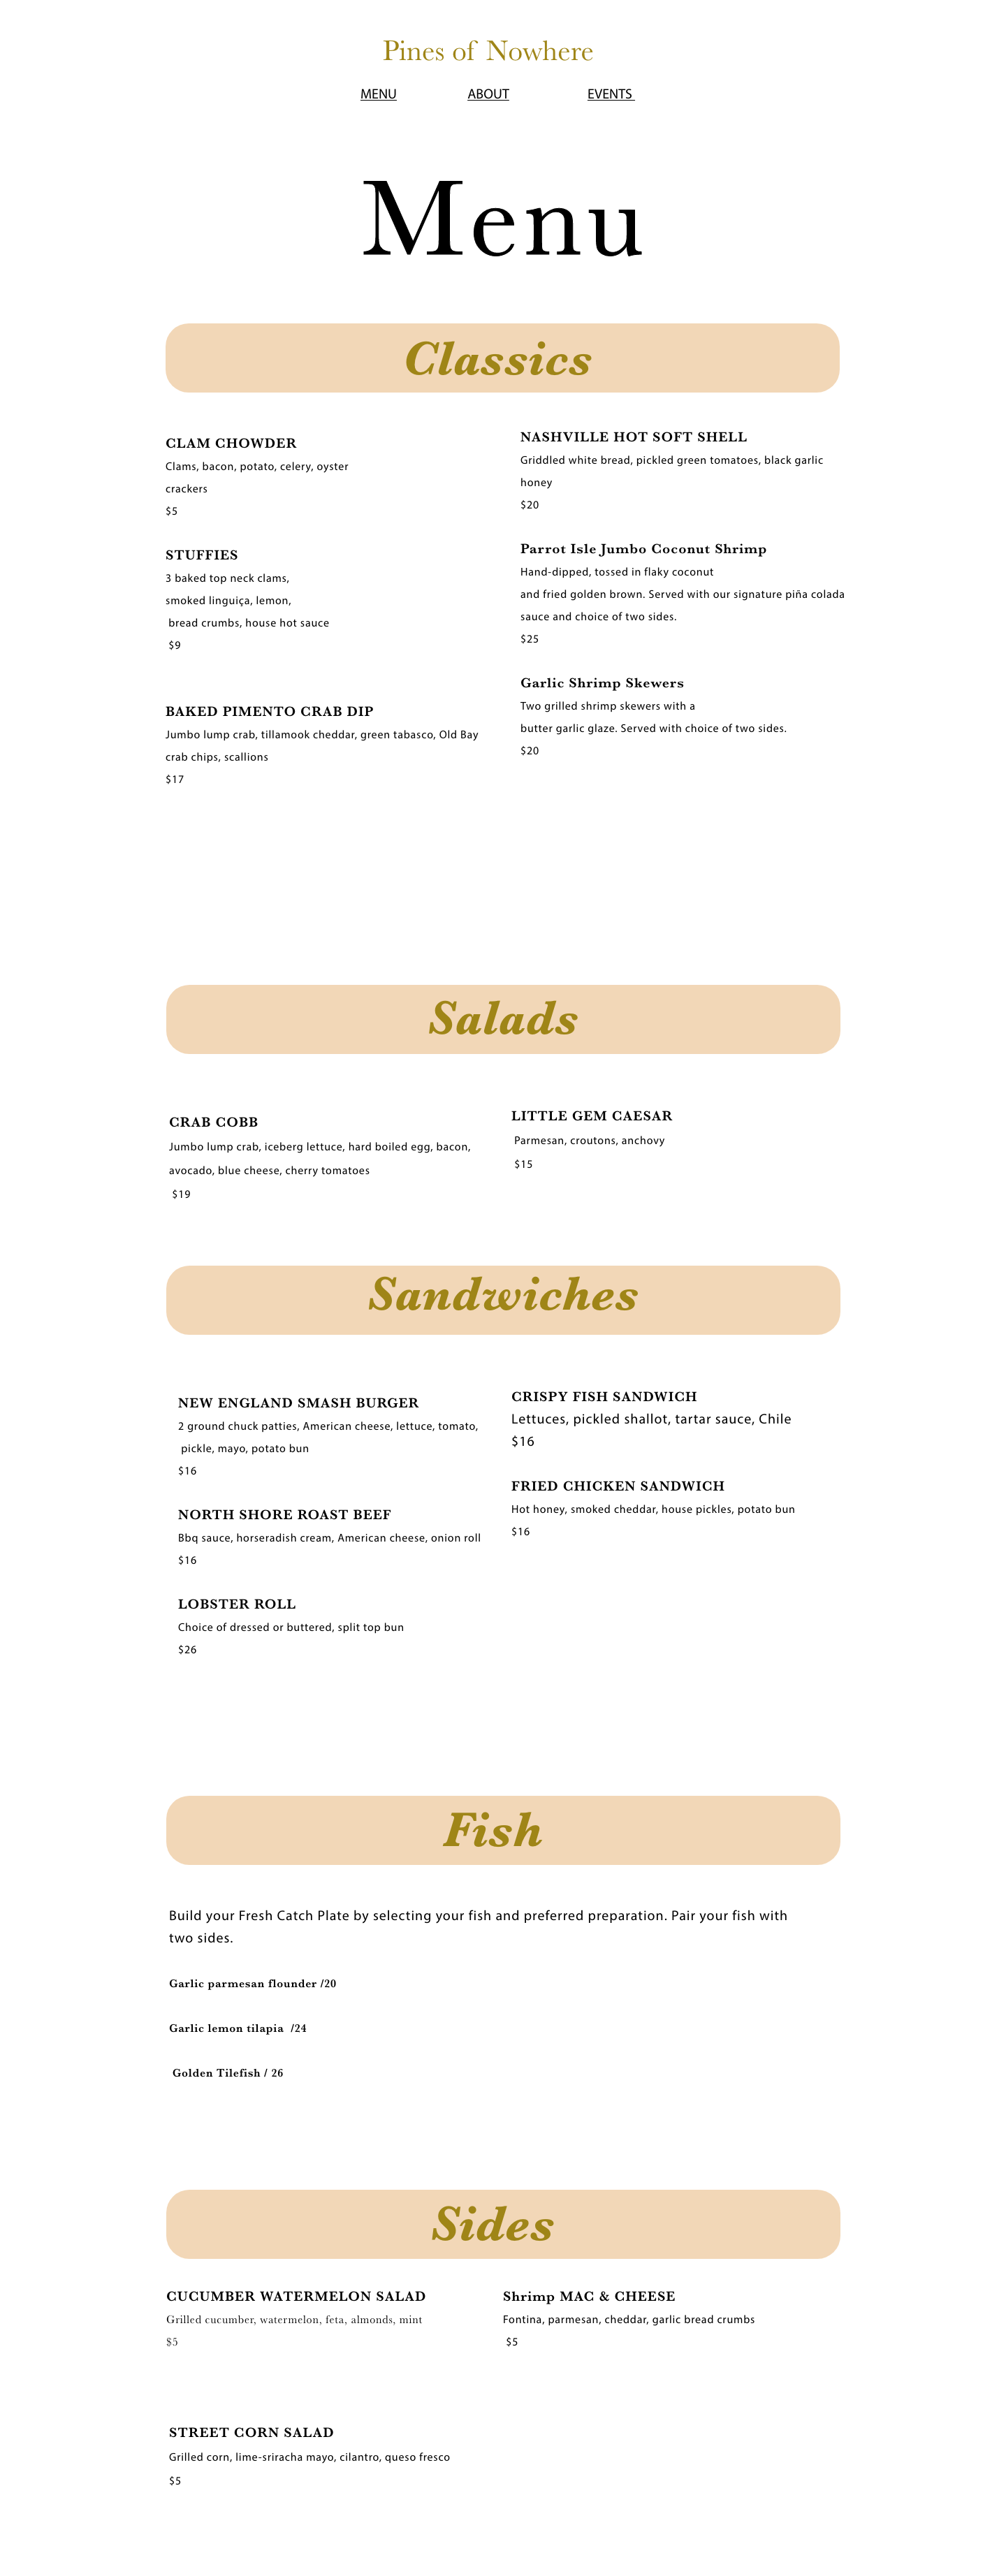 Pines of Nowhere
MENU ABOUT EVENTS
Menu
Classics
CLAM CHOWDER
Clams, bacon, potato, celery, oyster
crackers
$5
STUFFIES
3 baked top neck clams,
smoked linguiça, lemon,
bread crumbs, house hot sauce
$9
BAKED PIMENTO CRAB DIP
Jumbo lump crab, tillamook cheddar, green tabasco, Old Bay
crab chips, scallions
$17
NASHVILLE HOT SOFT SHELL
Griddled white bread, pickled green tomatoes, black garlic
honey
$20
Parrot Isle Jumbo Coconut Shrimp
Hand-dipped, tossed in flaky coconut
and fried golden brown. Served with our signature piña colada
sauce and choice of two sides.
$25
Garlic Shrimp Skewers
Two grilled shrimp skewers with a
butter garlic glaze. Served with choice of two sides.
$20
Salads
CRAB COBB
Jumbo lump crab, iceberg lettuce, hard boiled egg, bacon,
avocado, blue cheese, cherry tomatoes
$19
LITTLE GEM CAESAR
Parmesan, croutons, anchovy
$15
Sandwiches
NEW ENGLAND SMASH BURGER
2 ground chuck patties, American cheese, lettuce, tomato,
pickle, mayo, potato bun
$16
NORTH SHORE ROAST BEEF
Bbq sauce, horseradish cream, American cheese, onion roll
$16
LOBSTER ROLL
Choice of dressed or buttered, split top bun
$26
CRISPY FISH SANDWICH
Lettuces, pickled shallot, tartar sauce, Chile
$16
FRIED CHICKEN SANDWICH
Hot honey, smoked cheddar, house pickles, potato bun
$16
Fish
Build your Fresh Catch Plate by selecting your fish and preferred preparation. Pair your fish with
two sides.
Garlic parmesan flounder /20
Garlic lemon tilapia /24
Golden Tilefish / 26
Sides
CUCUMBER WATERMELON SALAD
Grilled cucumber, watermelon, feta, almonds, mint
$5
Shrimp MAC & CHEESE
Fontina, parmesan, cheddar, garlic bread crumbs
$5
STREET CORN SALAD
Grilled corn, lime-sriracha mayo, cilantro, queso fresco
$5